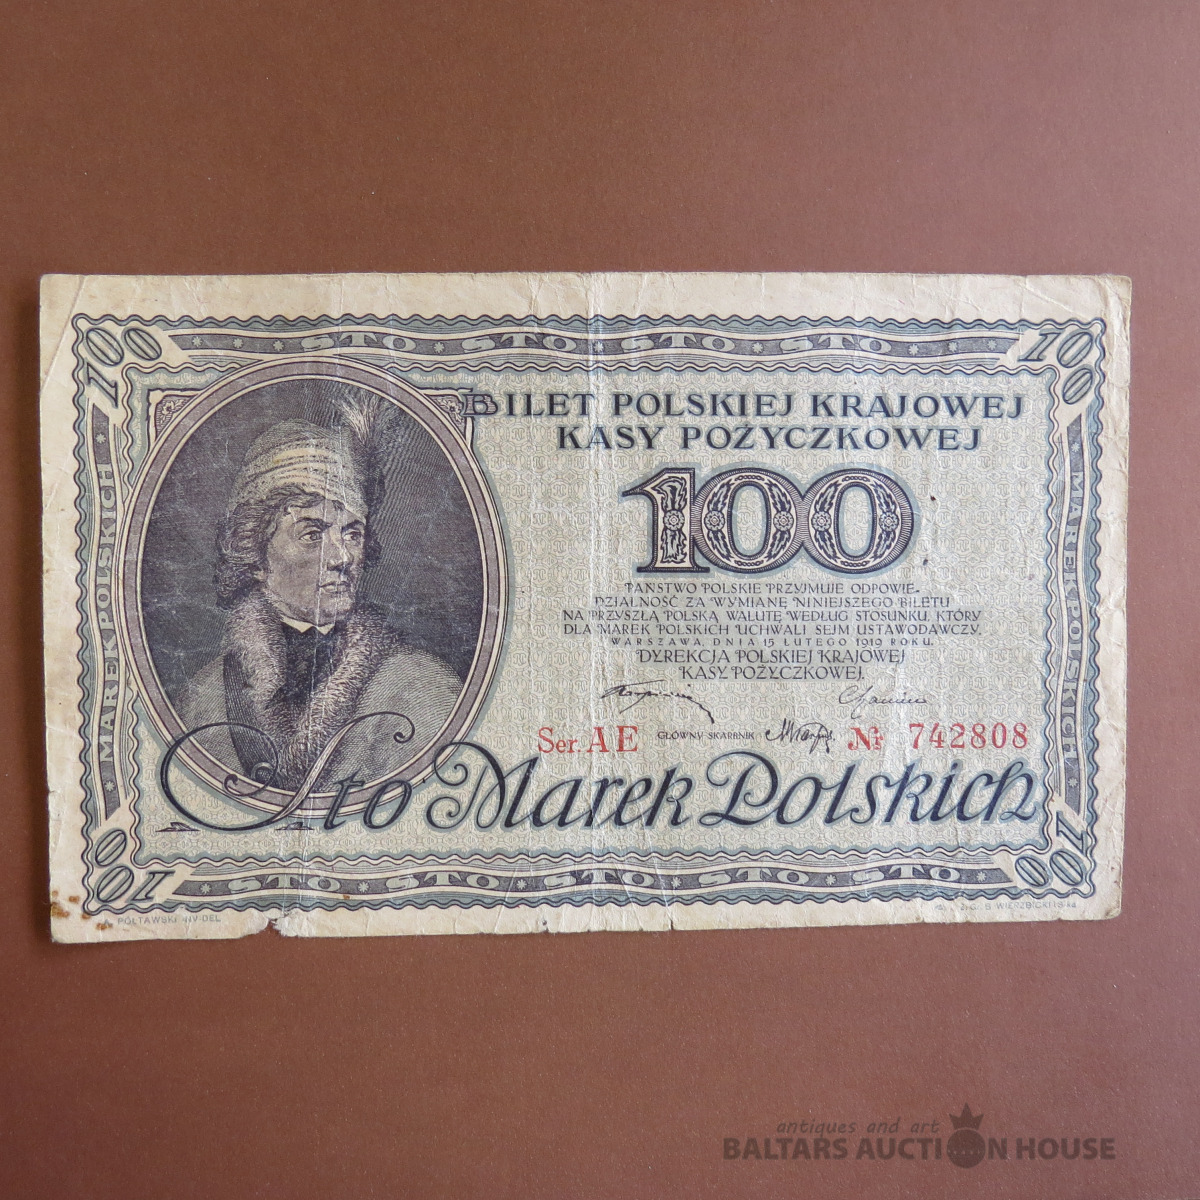 100 STO * STO * STO * STO * STO 100
BILET POLSKIEJ KRAJOWEJ
KASY POŻYCZKOWEJ
100
PAŃSTWO POLSKIE PRZYJMUJE ODPOWIE-
DZIALNOŚĆ ZA WYMIANĘ NINIEJSZEGO BILETU
NA PRZYSZŁĄ POLSKĄ WALUTĘ WEDŁUG STOSUNKU, KTÓRY
DLA MAREK POLSKICH UCHWALI SEJM USTAWODAWCZY.
WARSZAWA, DNIA 15 LUTEGO 1919 ROKU.
DYREKCJA POLSKIEJ KRAJOWEJ
KASY POŻYCZKOWEJ.
Ser. AE GŁÓWNY SKARBNIK № 742808
Sto Marek Polskich
MAREK POLSKICH
MAREK POLSKICH
100 STO * STO * STO * STO * STO 100
A. PÓŁTAWSKI INV·DEL
B WIERZBICKI I S-KA
antiques and art
BALTARS AUCTION HOUSE